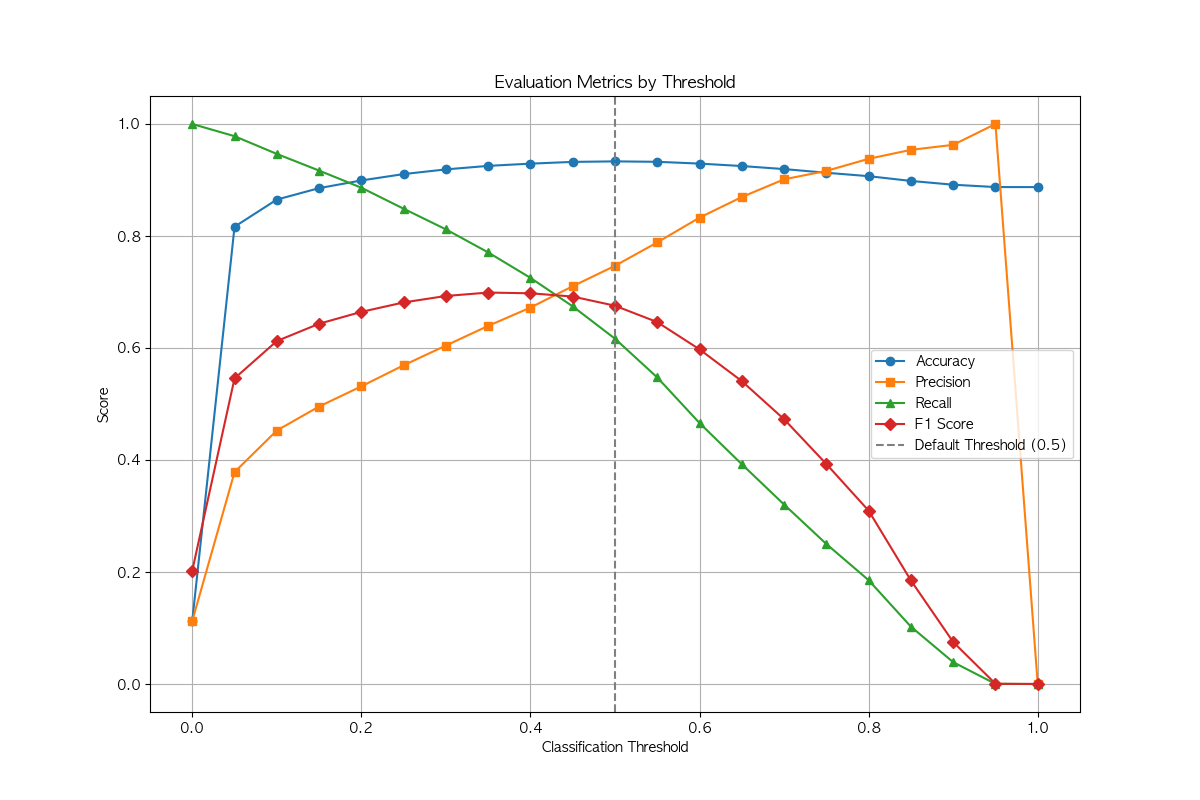 Evaluation Metrics by Threshold
Score
1.0
0.8
0.6
0.4
0.2
0.0
Accuracy
Precision
Recall
F1 Score
Default Threshold (0.5)
0.0 0.2 0.4 0.6 0.8 1.0
Classification Threshold